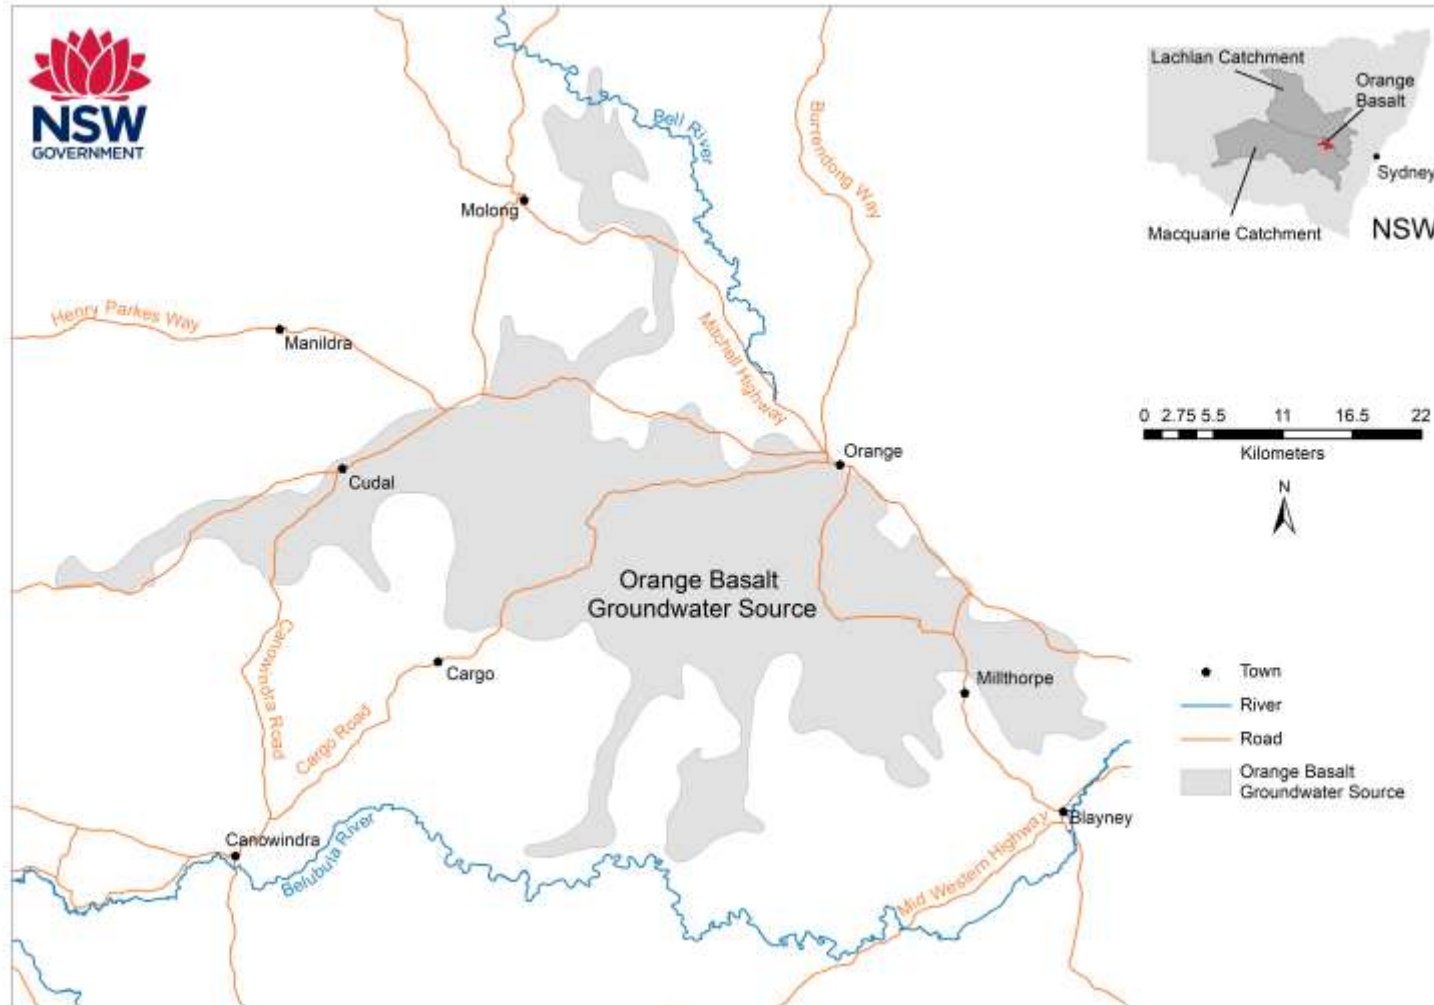 NSW
GOVERNMENT
Lachlan Catchment
Orange
Basalt
Sydney
Macquarie Catchment
NSW
Bell River
Burrendong Way
Molong
Henry Parkes Way
Manildra
Mitchell Highway
0 2.75 5.5 11 16.5 22
Kilometers
N
Orange
Cudal
Orange Basalt
Groundwater Source
Canowindra Road
Cargo
Cargo Road
Millthorpe
Town
River
Road
Orange Basalt
Groundwater Source
Canowindra
Belubula River
Mid Western Highway
Blayney